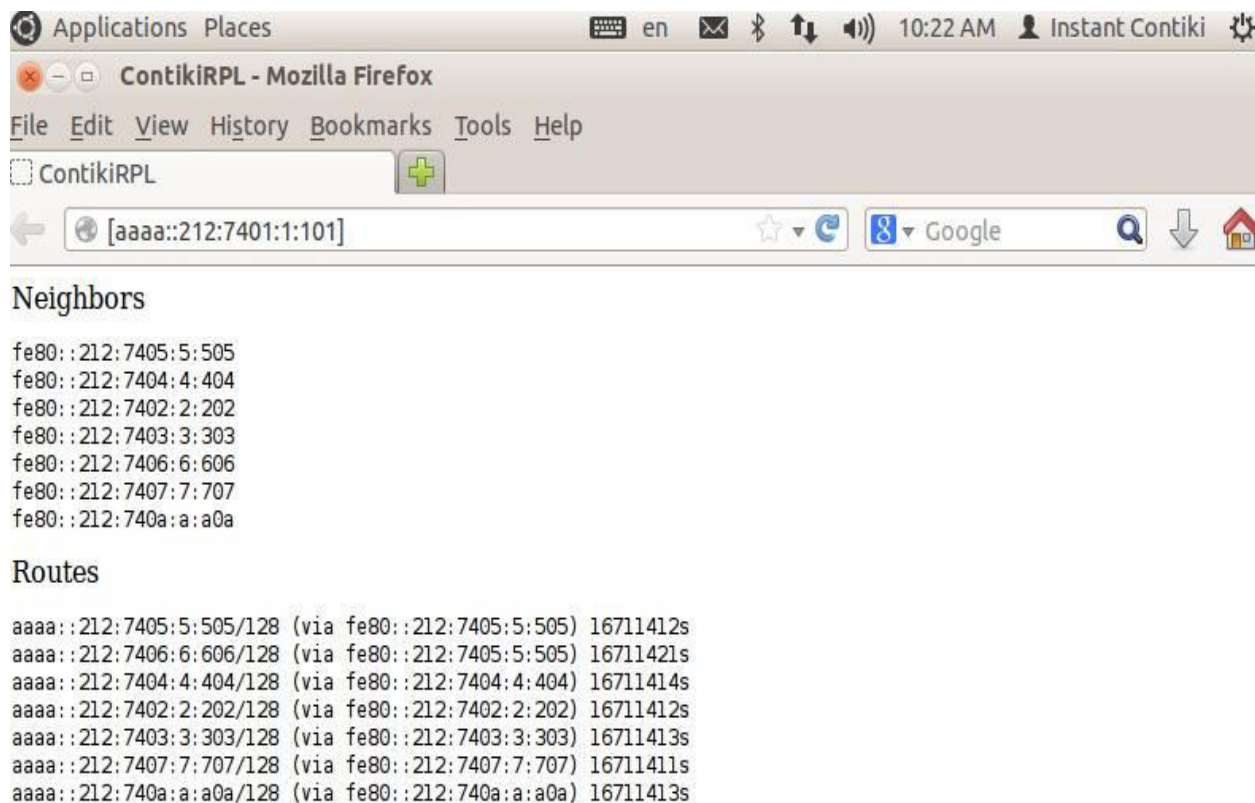 Applications Places en 10:22 AM Instant Contiki
ContikiRPL - Mozilla Firefox
File Edit View History Bookmarks Tools Help
ContikiRPL
[aaaa::212:7401:1:101] Google
Neighbors
fe80::212:7405:5:505
fe80::212:7404:4:404
fe80::212:7402:2:202
fe80::212:7403:3:303
fe80::212:7406:6:606
fe80::212:7407:7:707
fe80::212:740a:a:a0a
Routes
aaaa::212:7405:5:505/128 (via fe80::212:7405:5:505) 16711412s
aaaa::212:7406:6:606/128 (via fe80::212:7405:5:505) 16711421s
aaaa::212:7404:4:404/128 (via fe80::212:7404:4:404) 16711414s
aaaa::212:7402:2:202/128 (via fe80::212:7402:2:202) 16711412s
aaaa::212:7403:3:303/128 (via fe80::212:7403:3:303) 16711413s
aaaa::212:7407:7:707/128 (via fe80::212:7407:7:707) 16711411s
aaaa::212:740a:a:a0a/128 (via fe80::212:740a:a:a0a) 16711413s